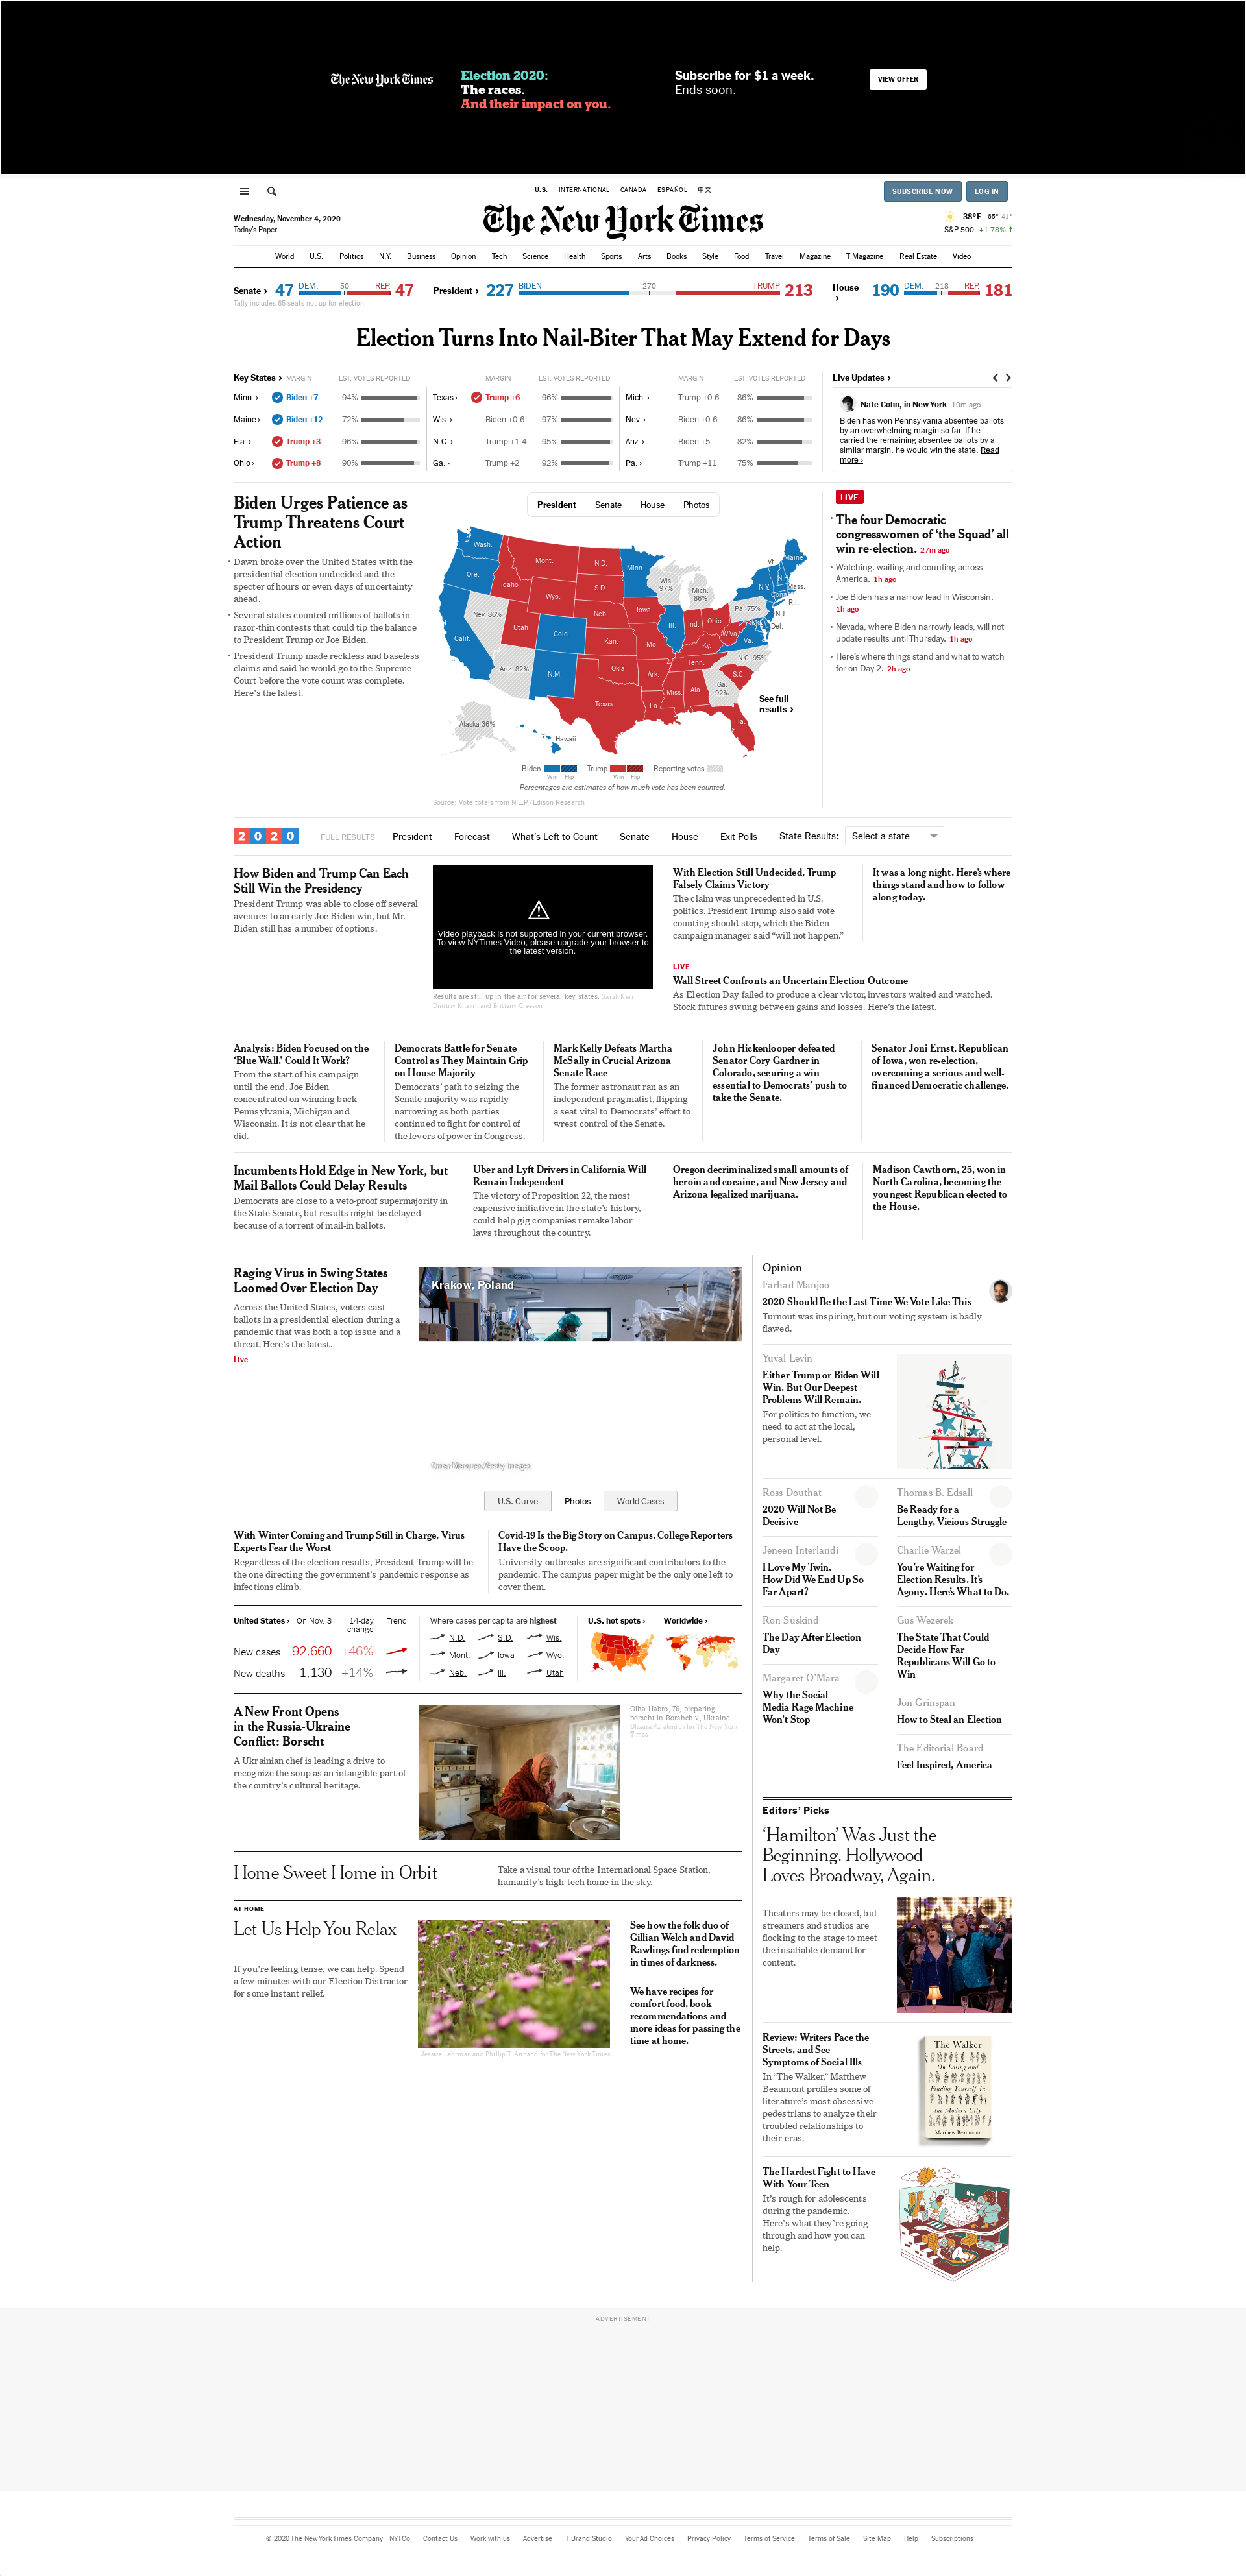 The New York Times
Election 2020:
The races.
And their impact on you.
Subscribe for $1 a week.
Ends soon.
VIEW OFFER
U.S. INTERNATIONAL CANADA ESPAÑOL 中文
SUBSCRIBE NOW LOG IN
Wednesday, November 4, 2020
Today's Paper
The New York Times
38°F 65° 41°
S&P 500 +1.78% ↑
World U.S. Politics N.Y. Business Opinion Tech Science Health Sports Arts Books Style Food Travel Magazine T Magazine Real Estate Video
Senate › 47 DEM. 50 REP. 47
Tally includes 65 seats not up for election.
President › 227 BIDEN 270 TRUMP 213
House › 190 DEM. 218 REP. 181
Election Turns Into Nail-Biter That May Extend for Days
Key States › MARGIN EST. VOTES REPORTED MARGIN EST. VOTES REPORTED MARGIN EST. VOTES REPORTED
Minn. › Biden +7 94% Texas › Trump +6 96% Mich. › Trump +0.6 86%
Maine › Biden +12 72% Wis. › Biden +0.6 97% Nev. › Biden +0.6 86%
Fla. › Trump +3 96% N.C. › Trump +1.4 95% Ariz. › Biden +5 82%
Ohio › Trump +8 90% Ga. › Trump +2 92% Pa. › Trump +11 75%
Live Updates ›
Nate Cohn, in New York 10m ago
Biden has won Pennsylvania absentee ballots
by an overwhelming margin so far. If he
carried the remaining absentee ballots by a
similar margin, he would win the state. Read
more ›
Biden Urges Patience as
Trump Threatens Court
Action
• Dawn broke over the United States with the
presidential election undecided and the
specter of hours or even days of uncertainty
ahead.
• Several states counted millions of ballots in
razor-thin contests that could tip the balance
to President Trump or Joe Biden.
• President Trump made reckless and baseless
claims and said he would go to the Supreme
Court before the vote count was complete.
Here's the latest.
President Senate House Photos
Wash.
Ore.
Calif.
Nev. 86%
Idaho
Mont.
Wyo.
Utah
Ariz. 82%
Colo.
N.M.
N.D.
S.D.
Neb.
Kan.
Okla.
Texas
Minn.
Iowa
Mo.
Ark.
La.
Wis.
97%
Mich.
86%
Ill.
Ind.
Ohio
Ky.
Tenn.
Miss.
Ala.
Ga.
92%
Fla.
S.C.
N.C. 95%
Va.
W.Va.
Pa. 75%
N.Y.
Vt.
N.H.
Maine
Mass.
Conn.
R.I.
N.J.
Del.
Alaska 36%
Hawaii
See full
results ›
Biden Trump Reporting votes
Win Flip Win Flip
Percentages are estimates of how much vote has been counted.
Source: Vote totals from N.E.P./Edison Research
LIVE
• The four Democratic
congresswomen of 'the Squad' all
win re-election. 27m ago
• Watching, waiting and counting across
America. 1h ago
• Joe Biden has a narrow lead in Wisconsin.
1h ago
• Nevada, where Biden narrowly leads, will not
update results until Thursday. 1h ago
• Here's where things stand and what to watch
for on Day 2. 2h ago
2020 FULL RESULTS President Forecast What's Left to Count Senate House Exit Polls State Results: Select a state
How Biden and Trump Can Each
Still Win the Presidency
President Trump was able to close off several
avenues to an early Joe Biden win, but Mr.
Biden still has a number of options.
Video playback is not supported in your current browser.
To view NYTimes Video, please upgrade your browser to
the latest version.
Results are still up in the air for several key states. Sarah Kerr,
Dmitriy Khavin and Brittany Greeson
With Election Still Undecided, Trump
Falsely Claims Victory
The claim was unprecedented in U.S.
politics. President Trump also said vote
counting should stop, which the Biden
campaign manager said "will not happen."
It was a long night. Here's where
things stand and how to follow
along today.
LIVE
Wall Street Confronts an Uncertain Election Outcome
As Election Day failed to produce a clear victor, investors waited and watched.
Stock futures swung between gains and losses. Here's the latest.
Analysis: Biden Focused on the
'Blue Wall.' Could It Work?
From the start of his campaign
until the end, Joe Biden
concentrated on winning back
Pennsylvania, Michigan and
Wisconsin. It is not clear that he
did.
Democrats Battle for Senate
Control as They Maintain Grip
on House Majority
Democrats' path to seizing the
Senate majority was rapidly
narrowing as both parties
continued to fight for control of
the levers of power in Congress.
Mark Kelly Defeats Martha
McSally in Crucial Arizona
Senate Race
The former astronaut ran as an
independent pragmatist, flipping
a seat vital to Democrats' effort to
wrest control of the Senate.
John Hickenlooper defeated
Senator Cory Gardner in
Colorado, securing a win
essential to Democrats' push to
take the Senate.
Senator Joni Ernst, Republican
of Iowa, won re-election,
overcoming a serious and well-
financed Democratic challenge.
Incumbents Hold Edge in New York, but
Mail Ballots Could Delay Results
Democrats are close to a veto-proof supermajority in
the State Senate, but results might be delayed
because of a torrent of mail-in ballots.
Uber and Lyft Drivers in California Will
Remain Independent
The victory of Proposition 22, the most
expensive initiative in the state's history,
could help gig companies remake labor
laws throughout the country.
Oregon decriminalized small amounts of
heroin and cocaine, and New Jersey and
Arizona legalized marijuana.
Madison Cawthorn, 25, won in
North Carolina, becoming the
youngest Republican elected to
the House.
Raging Virus in Swing States
Loomed Over Election Day
Across the United States, voters cast
ballots in a presidential election during a
pandemic that was both a top issue and a
threat. Here's the latest.
Live
Krakow, Poland
Omar Marques/Getty Images
U.S. Curve Photos World Cases
With Winter Coming and Trump Still in Charge, Virus
Experts Fear the Worst
Regardless of the election results, President Trump will be
the one directing the government's pandemic response as
infections climb.
Covid-19 Is the Big Story on Campus. College Reporters
Have the Scoop.
University outbreaks are significant contributors to the
pandemic. The campus paper might be the only one left to
cover them.
United States › On Nov. 3 14-day
change Trend
New cases 92,660 +46%
New deaths 1,130 +14%
Where cases per capita are highest
N.D. S.D. Wis.
Mont. Iowa Wyo.
Neb. Ill. Utah
U.S. hot spots › Worldwide ›
A New Front Opens
in the Russia-Ukraine
Conflict: Borscht
A Ukrainian chef is leading a drive to
recognize the soup as an intangible part of
the country's cultural heritage.
Olha Habro, 76, preparing
borscht in Borshchiv, Ukraine.
Oksana Parafeniuk for The New York
Times
Home Sweet Home in Orbit
Take a visual tour of the International Space Station,
humanity's high-tech home in the sky.
AT HOME
Let Us Help You Relax
If you're feeling tense, we can help. Spend
a few minutes with our Election Distractor
for some instant relief.
Jessica Lehrman and Phillip T. Annand for The New York Times
See how the folk duo of
Gillian Welch and David
Rawlings find redemption
in times of darkness.
We have recipes for
comfort food, book
recommendations and
more ideas for passing the
time at home.
Opinion
Farhad Manjoo
2020 Should Be the Last Time We Vote Like This
Turnout was inspiring, but our voting system is badly
flawed.
Yuval Levin
Either Trump or Biden Will
Win. But Our Deepest
Problems Will Remain.
For politics to function, we
need to act at the local,
personal level.
Ross Douthat
2020 Will Not Be
Decisive
Jeneen Interlandi
I Love My Twin.
How Did We End Up So
Far Apart?
Ron Suskind
The Day After Election
Day
Margaret O'Mara
Why the Social
Media Rage Machine
Won't Stop
Thomas B. Edsall
Be Ready for a
Lengthy, Vicious Struggle
Charlie Warzel
You're Waiting for
Election Results. It's
Agony. Here's What to Do.
Gus Wezerek
The State That Could
Decide How Far
Republicans Will Go to
Win
Jon Grinspan
How to Steal an Election
The Editorial Board
Feel Inspired, America
Editors' Picks
'Hamilton' Was Just the
Beginning. Hollywood
Loves Broadway, Again.
Theaters may be closed, but
streamers and studios are
flocking to the stage to meet
the insatiable demand for
content.
Review: Writers Pace the
Streets, and See
Symptoms of Social Ills
In "The Walker," Matthew
Beaumont profiles some of
literature's most obsessive
pedestrians to analyze their
troubled relationships to
their eras.
The Walker
On Losing and
Finding Yourself in
the Modern City
Matthew Beaumont
The Hardest Fight to Have
With Your Teen
It's rough for adolescents
during the pandemic.
Here's what they're going
through and how you can
help.
ADVERTISEMENT
© 2020 The New York Times Company NYTCo Contact Us Work with us Advertise T Brand Studio Your Ad Choices Privacy Policy Terms of Service Terms of Sale Site Map Help Subscriptions